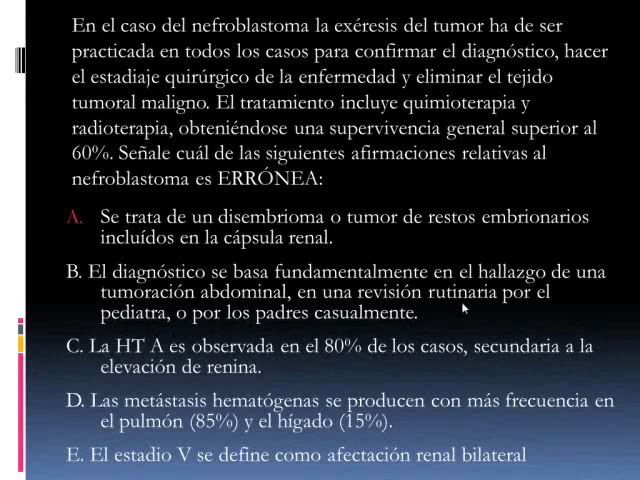 En el caso del nefroblastoma la exéresis del tumor ha de ser
practicada en todos los casos para confirmar el diagnóstico, hacer
el estadiaje quirúrgico de la enfermedad y eliminar el tejido
tumoral maligno. El tratamiento incluye quimioterapia y
radioterapia, obteniéndose una supervivencia general superior al
60%. Señale cuál de las siguientes afirmaciones relativas al
nefroblastoma es ERRÓNEA:
A. Se trata de un disembrioma o tumor de restos embrionarios
incluídos en la cápsula renal.
B. El diagnóstico se basa fundamentalmente en el hallazgo de una
tumoración abdominal, en una revisión rutinaria por el
pediatra, o por los padres casualmente.
C. La HT A es observada en el 80% de los casos, secundaria a la
elevación de renina.
D. Las metástasis hematógenas se producen con más frecuencia en
el pulmón (85%) y el hígado (15%).
E. El estadio V se define como afectación renal bilateral